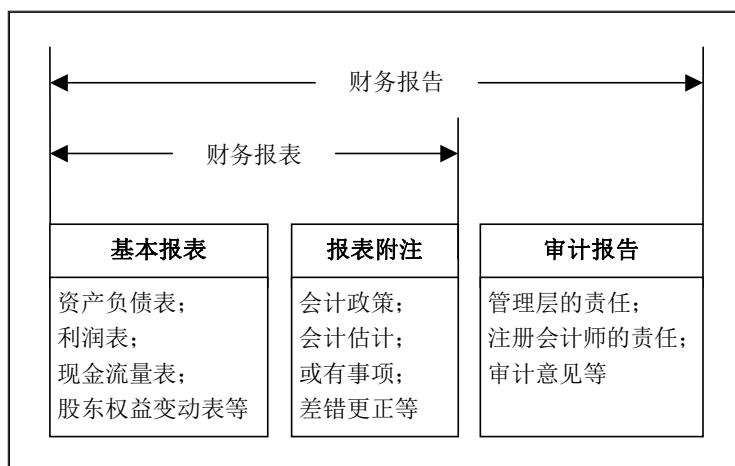 财务报告
财务报表
基本报表
资产负债表;
利润表;
现金流量表;
股东权益变动表等
报表附注
会计政策;
会计估计;
或有事项;
差错更正等
审计报告
管理层的责任;
注册会计师的责任;
审计意见等